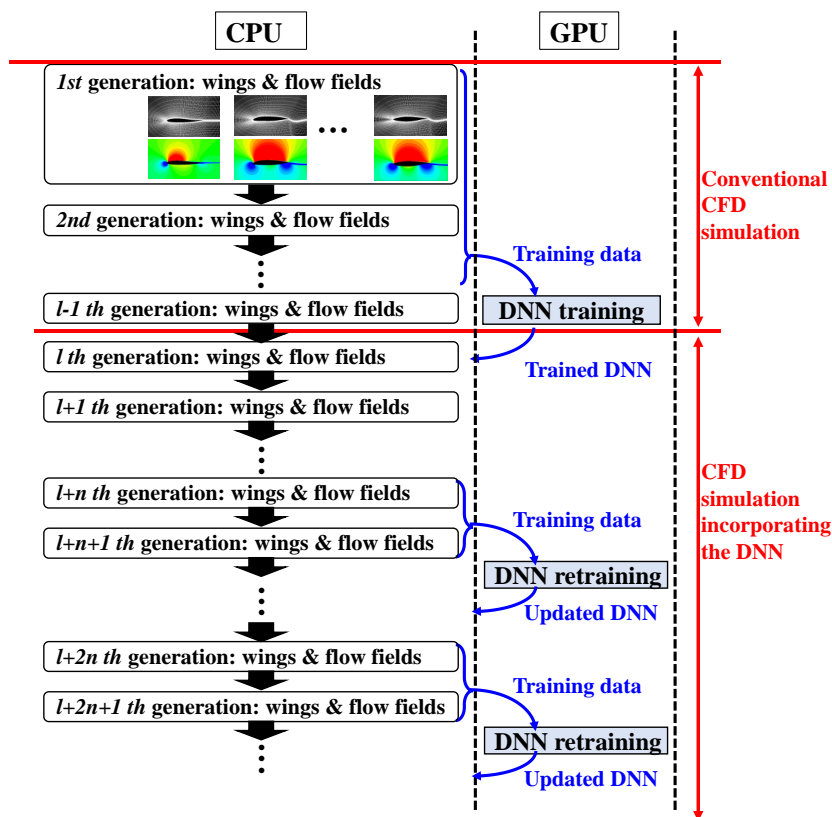 CPU
GPU
1st generation: wings & flow fields
...
2nd generation: wings & flow fields
Training data
l-1 th generation: wings & flow fields
DNN training
Conventional
CFD
simulation
l th generation: wings & flow fields
Trained DNN
l+1 th generation: wings & flow fields
l+n th generation: wings & flow fields
Training data
l+n+1 th generation: wings & flow fields
DNN retraining
Updated DNN
CFD
simulation
incorporating
the DNN
l+2n th generation: wings & flow fields
Training data
l+2n+1 th generation: wings & flow fields
DNN retraining
Updated DNN